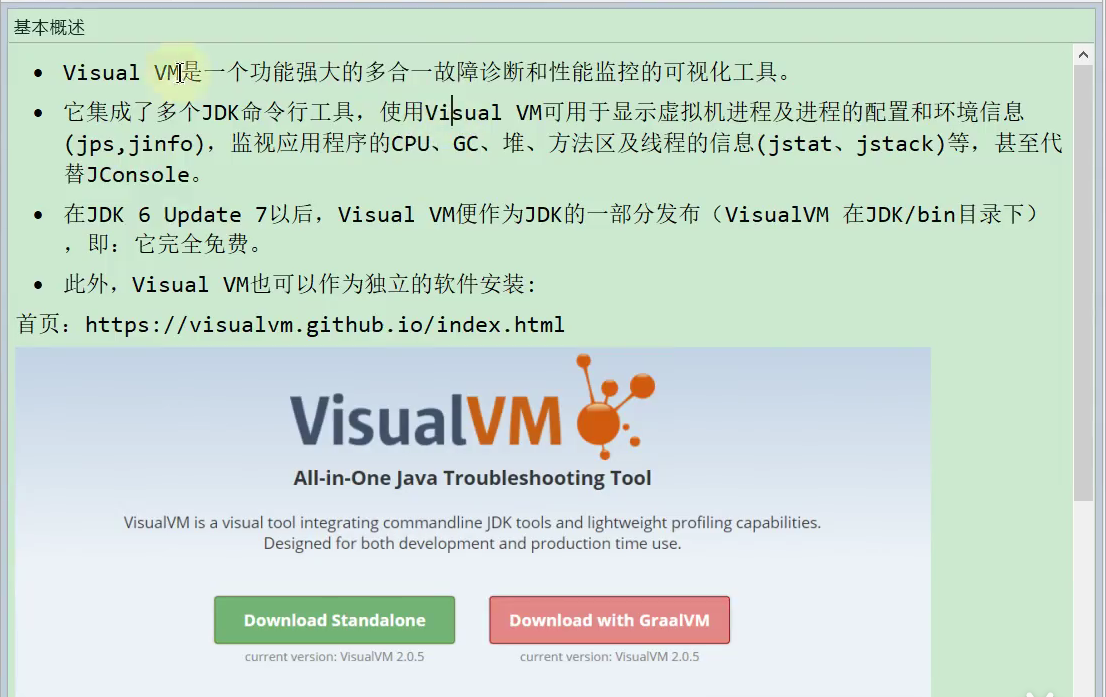 基本概述
• Visual VM是一个功能强大的多合一故障诊断和性能监控的可视化工具。
• 它集成了多个JDK命令行工具，使用Visual VM可用于显示虚拟机进程及进程的配置和环境信息
(jps,jinfo)，监视应用程序的CPU、GC、堆、方法区及线程的信息(jstat、jstack)等，甚至代
替JConsole。
• 在JDK 6 Update 7以后，Visual VM便作为JDK的一部分发布（VisualVM 在JDK/bin目录下）
，即：它完全免费。
• 此外，Visual VM也可以作为独立的软件安装:
首页：https://visualvm.github.io/index.html
VisualVM
All-in-One Java Troubleshooting Tool
VisualVM is a visual tool integrating commandline JDK tools and lightweight profiling capabilities.
Designed for both development and production time use.
Download Standalone
Download with GraalVM
current version: VisualVM 2.0.5
current version: VisualVM 2.0.5